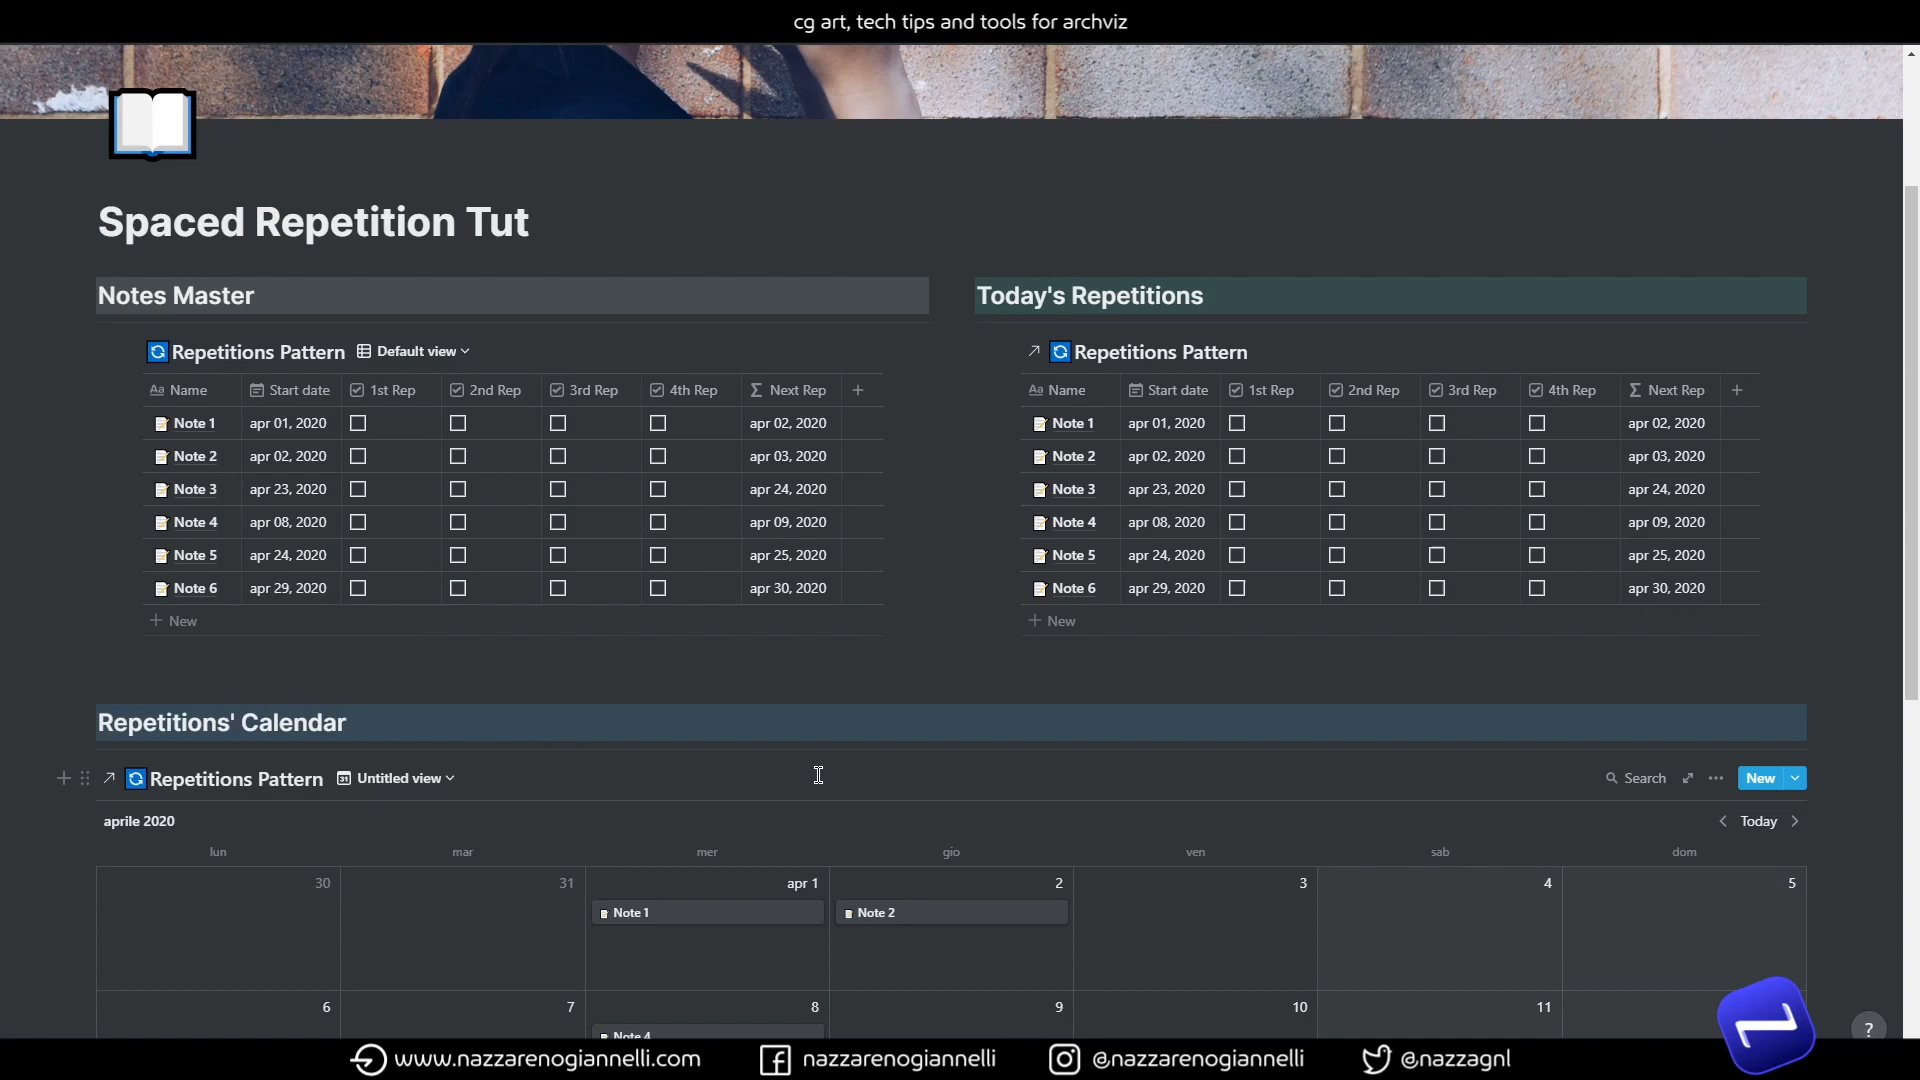 cg art, tech tips and tools for archviz
Spaced Repetition Tut
Notes Master
Repetitions Pattern Default view
Name Start date 1st Rep 2nd Rep 3rd Rep 4th Rep Next Rep
Note 1 apr 01, 2020 apr 02, 2020
Note 2 apr 02, 2020 apr 03, 2020
Note 3 apr 23, 2020 apr 24, 2020
Note 4 apr 08, 2020 apr 09, 2020
Note 5 apr 24, 2020 apr 25, 2020
Note 6 apr 29, 2020 apr 30, 2020
New
Today's Repetitions
Repetitions Pattern
Name Start date 1st Rep 2nd Rep 3rd Rep 4th Rep Next Rep
Note 1 apr 01, 2020 apr 02, 2020
Note 2 apr 02, 2020 apr 03, 2020
Note 3 apr 23, 2020 apr 24, 2020
Note 4 apr 08, 2020 apr 09, 2020
Note 5 apr 24, 2020 apr 25, 2020
Note 6 apr 29, 2020 apr 30, 2020
New
Repetitions' Calendar
Repetitions Pattern Untitled view Search New
aprile 2020 Today
lun mar mer gio ven sab dom
30 31 apr 1 2 3 4 5
Note 1 Note 2
6 7 8 9 10 11
Note 4
?
www.nazzarenogiannelli.com nazzarenogiannelli @nazzarenogiannelli @nazzagnl